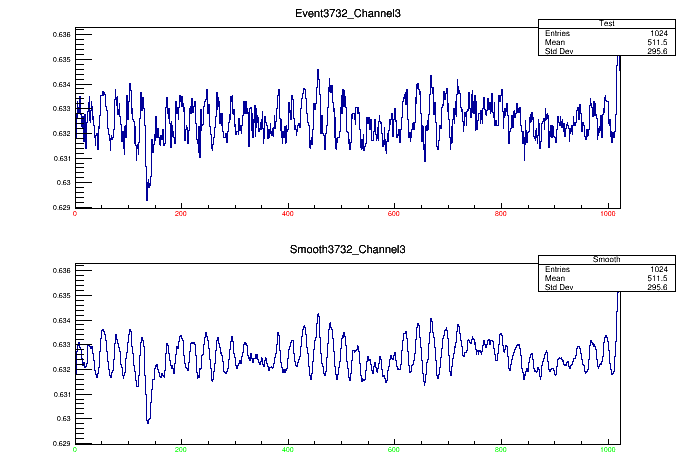 Event3732_Channel3
Test
Entries 1024
Mean 511.5
Std Dev 295.6
0.636
0.635
0.634
0.633
0.632
0.631
0.63
0.629
0 200 400 600 800 1000
Smooth3732_Channel3
Smooth
Entries 1024
Mean 511.5
Std Dev 295.6
0.636
0.635
0.634
0.633
0.632
0.631
0.63
0.629
0 200 400 600 800 1000